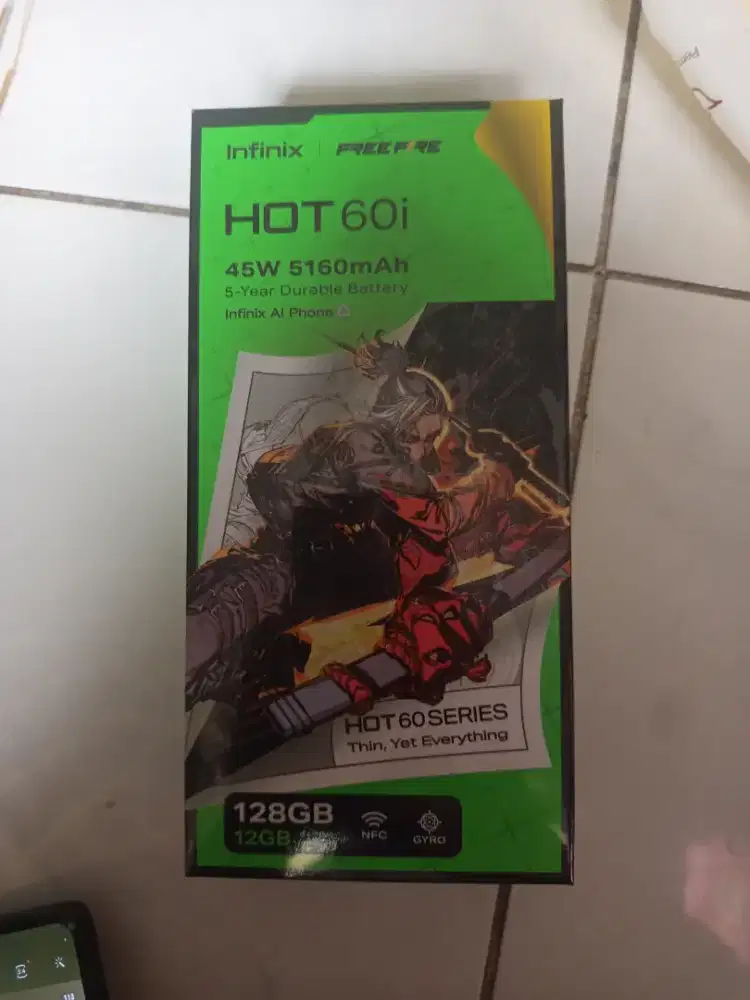 Infinix | FREE FIRE
HOT 60i
45W 5160mAh
5-Year Durable Battery
Infinix AI Phone
HOT 60 SERIES
Thin, Yet Everything
128GB
12GB
NFC
GYRO